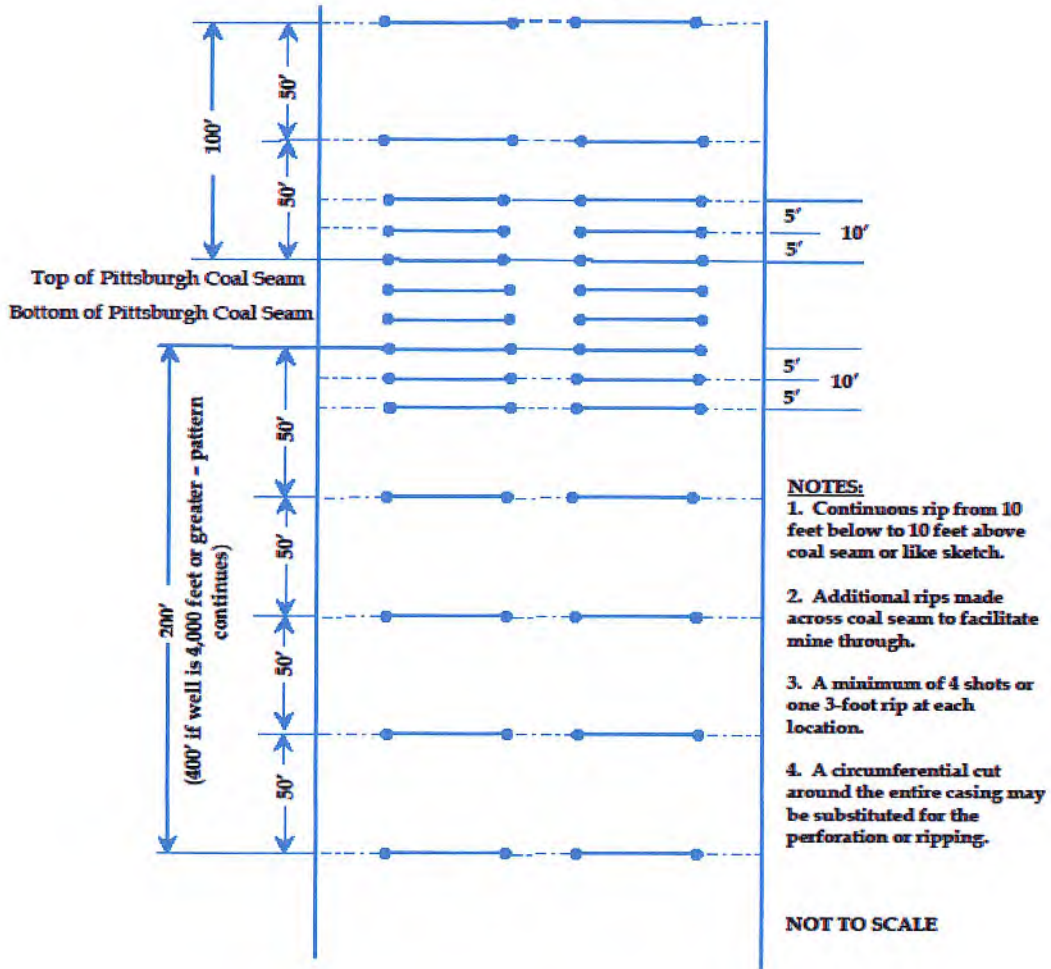 50'
100'
50'
5'
10'
5'
Top of Pittsburgh Coal Seam
Bottom of Pittsburgh Coal Seam
5'
10'
5'
50'
200'
(400' if well is 4,000 feet or greater - pattern
continues)
50'
50'
50'
NOTES:
1. Continuous rip from 10
feet below to 10 feet above
coal seam or like sketch.
2. Additional rips made
across coal seam to facilitate
mine through.
3. A minimum of 4 shots or
one 3-foot rip at each
location.
4. A circumferential cut
around the entire casing may
be substituted for the
perforation or ripping.
NOT TO SCALE